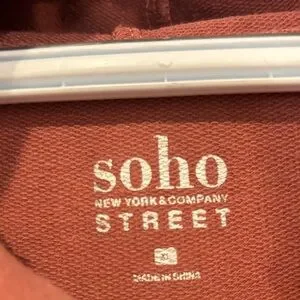 soho
NEW YORK & COMPANY
STREET
XL
MADE IN CHINA